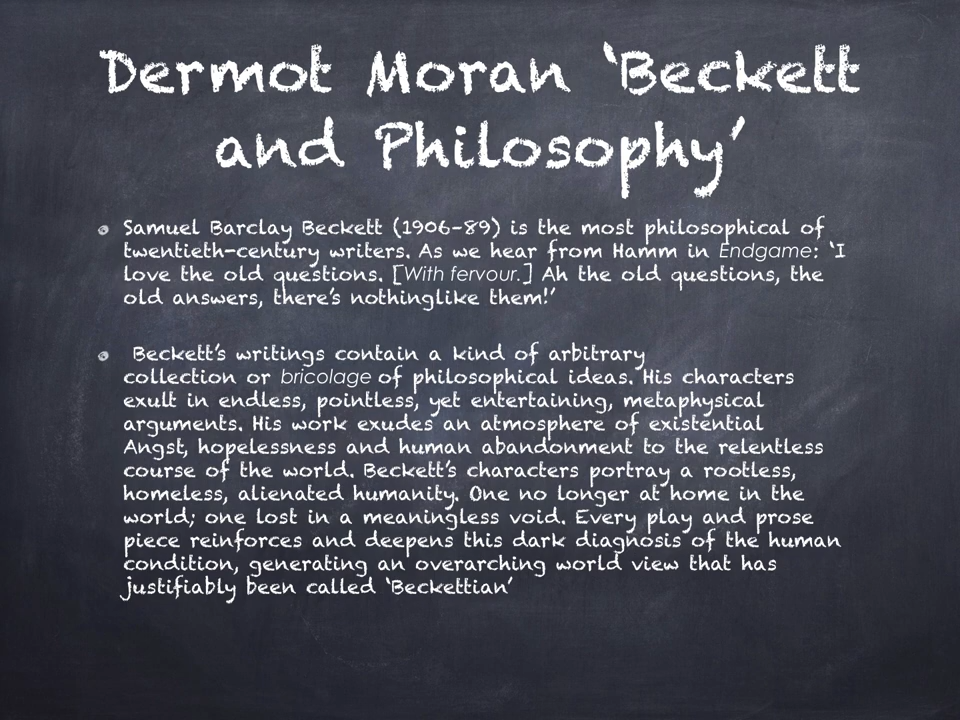 Dermot Moran ‘Beckett
and Philosophy’
Samuel Barclay Beckett (1906-89) is the most philosophical of
twentieth-century writers. As we hear from Hamm in Endgame: ‘I
love the old questions. [With fervour.] Ah the old questions, the
old answers, there’s nothinglike them!’
Beckett’s writings contain a kind of arbitrary
collection or bricolage of philosophical ideas. His characters
exult in endless, pointless, yet entertaining, metaphysical
arguments. His work exudes an atmosphere of existential
Angst, hopelessness and human abandonment to the relentless
course of the world. Beckett’s characters portray a rootless,
homeless, alienated humanity. One no longer at home in the
world; one lost in a meaningless void. Every play and prose
piece reinforces and deepens this dark diagnosis of the human
condition, generating an overarching world view that has
justifiably been called ‘Beckettian’